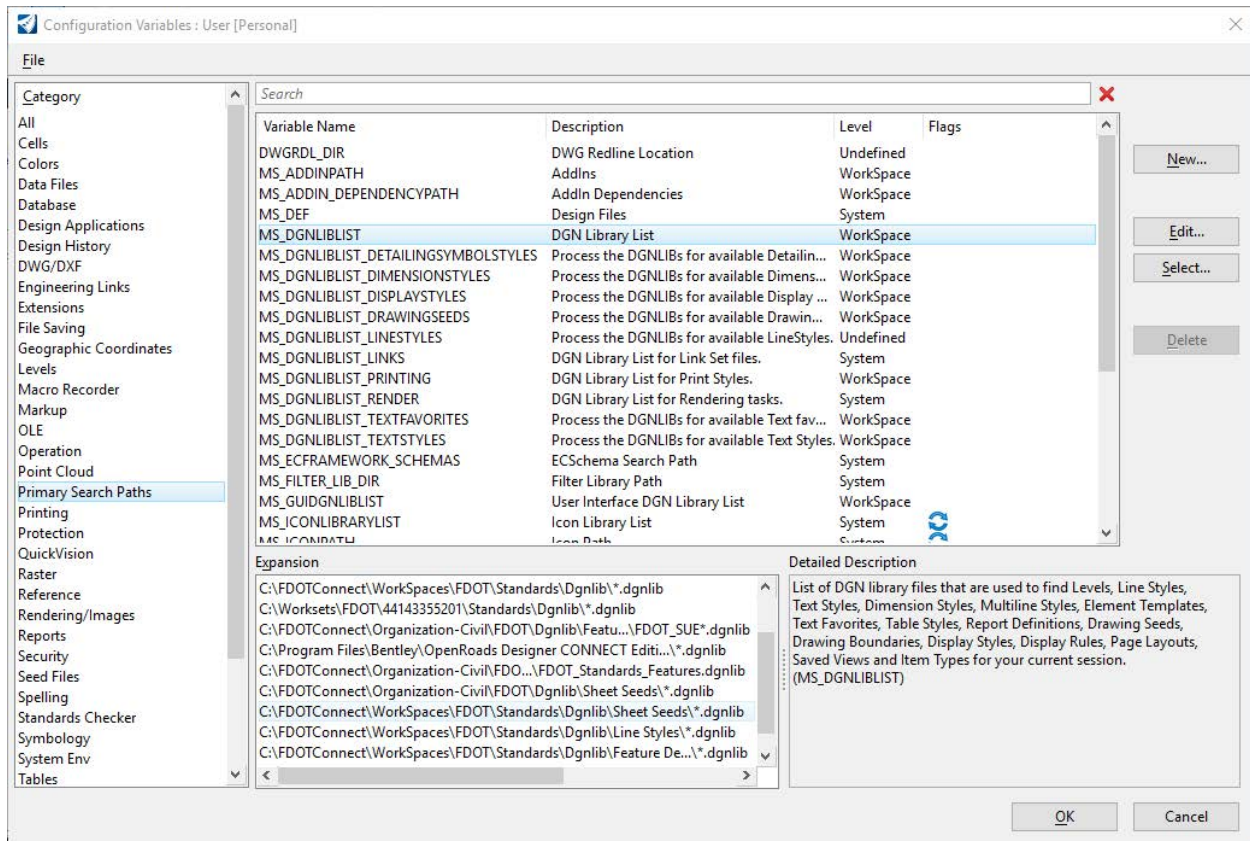 Configuration Variables : User [Personal]
File
Category
All
Cells
Colors
Data Files
Database
Design Applications
Design History
DWG/DXF
Engineering Links
Extensions
File Saving
Geographic Coordinates
Levels
Macro Recorder
Markup
OLE
Operation
Point Cloud
Primary Search Paths
Printing
Protection
QuickVision
Raster
Reference
Rendering/Images
Reports
Security
Seed Files
Spelling
Standards Checker
Symbology
System Env
Tables
Search
Variable Name Description Level Flags
DWGRDL_DIR DWG Redline Location Undefined
MS_ADDINPATH AddIns WorkSpace
MS_ADDIN_DEPENDENCYPATH AddIn Dependencies WorkSpace
MS_DEF Design Files System
MS_DGNLIBLIST DGN Library List WorkSpace
MS_DGNLIBLIST_DETAILINGSYMBOLSTYLES Process the DGNLIBs for available Detailin... WorkSpace
MS_DGNLIBLIST_DIMENSIONSTYLES Process the DGNLIBs for available Dimens... WorkSpace
MS_DGNLIBLIST_DISPLAYSTYLES Process the DGNLIBs for available Display ... WorkSpace
MS_DGNLIBLIST_DRAWINGSEEDS Process the DGNLIBs for available Drawin... WorkSpace
MS_DGNLIBLIST_LINESTYLES Process the DGNLIBs for available LineStyles. Undefined
MS_DGNLIBLIST_LINKS DGN Library List for Link Set files. System
MS_DGNLIBLIST_PRINTING DGN Library List for Print Styles. WorkSpace
MS_DGNLIBLIST_RENDER DGN Library List for Rendering tasks. System
MS_DGNLIBLIST_TEXTFAVORITES Process the DGNLIBs for available Text fav... WorkSpace
MS_DGNLIBLIST_TEXTSTYLES Process the DGNLIBs for available Text Styles. WorkSpace
MS_ECFRAMEWORK_SCHEMAS ECSchema Search Path System
MS_FILTER_LIB_DIR Filter Library Path System
MS_GUIDGNLIBLIST User Interface DGN Library List WorkSpace
MS_ICONLIBRARYLIST Icon Library List System
MS_ICONPATH Icon Path System
New...
Edit...
Select...
Delete
Expansion
C:\FDOTConnect\WorkSpaces\FDOT\Standards\Dgnlib\*.dgnlib
C:\Worksets\FDOT\44143355201\Standards\Dgnlib\*.dgnlib
C:\FDOTConnect\Organization-Civil\FDOT\Dgnlib\Featu...\FDOT_SUE*.dgnlib
C:\Program Files\Bentley\OpenRoads Designer CONNECT Editi...\*.dgnlib
C:\FDOTConnect\Organization-Civil\FDO...\FDOT_Standards_Features.dgnlib
C:\FDOTConnect\Organization-Civil\FDOT\Dgnlib\Sheet Seeds\*.dgnlib
C:\FDOTConnect\WorkSpaces\FDOT\Standards\Dgnlib\Sheet Seeds\*.dgnlib
C:\FDOTConnect\WorkSpaces\FDOT\Standards\Dgnlib\Line Styles\*.dgnlib
C:\FDOTConnect\WorkSpaces\FDOT\Standards\Dgnlib\Feature De...\*.dgnlib
Detailed Description
List of DGN library files that are used to find Levels, Line Styles,
Text Styles, Dimension Styles, Multiline Styles, Element Templates,
Text Favorites, Table Styles, Report Definitions, Drawing Seeds,
Drawing Boundaries, Display Styles, Display Rules, Page Layouts,
Saved Views and Item Types for your current session.
(MS_DGNLIBLIST)
OK Cancel